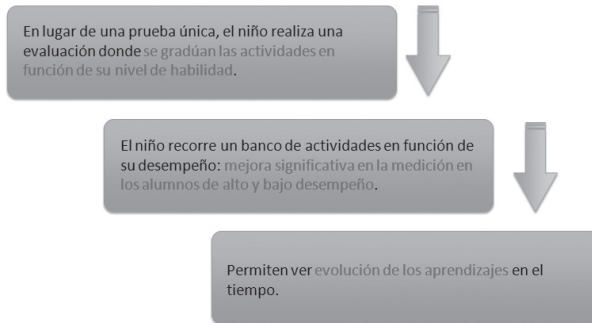 En lugar de una prueba única, el niño realiza una
evaluación donde se gradúan las actividades en
función de su nivel de habilidad.
El niño recorre un banco de actividades en función de
su desempeño: mejora significativa en la medición en
los alumnos de alto y bajo desempeño.
Permiten ver evolución de los aprendizajes en el
tiempo.